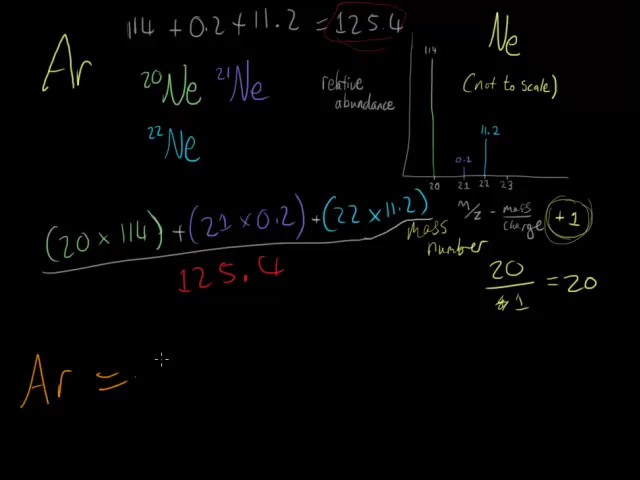 114 + 0.2 + 11.2 = 125.4
Ar
²⁰Ne ²¹Ne
²²Ne
relative
abundance
Ne
(not to scale)
114
0.2
11.2
20 21 22 23
m/z - mass/charge +1
mass
number
20/+1 = 20
(20 × 114) + (21 × 0.2) + (22 × 11.2)
125.4
Ar =